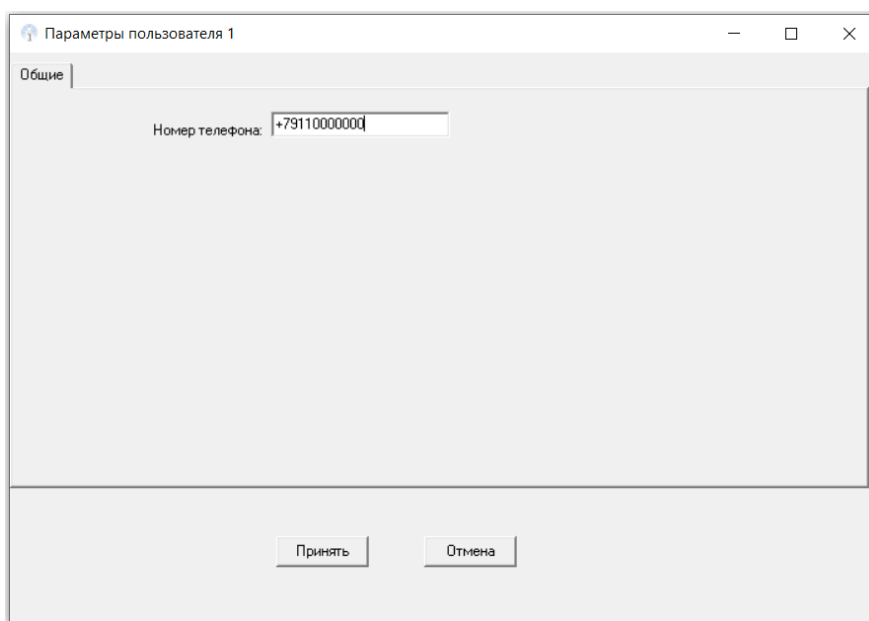 Параметры пользователя 1
Общие
Номер телефона: +79110000000
Принять Отмена